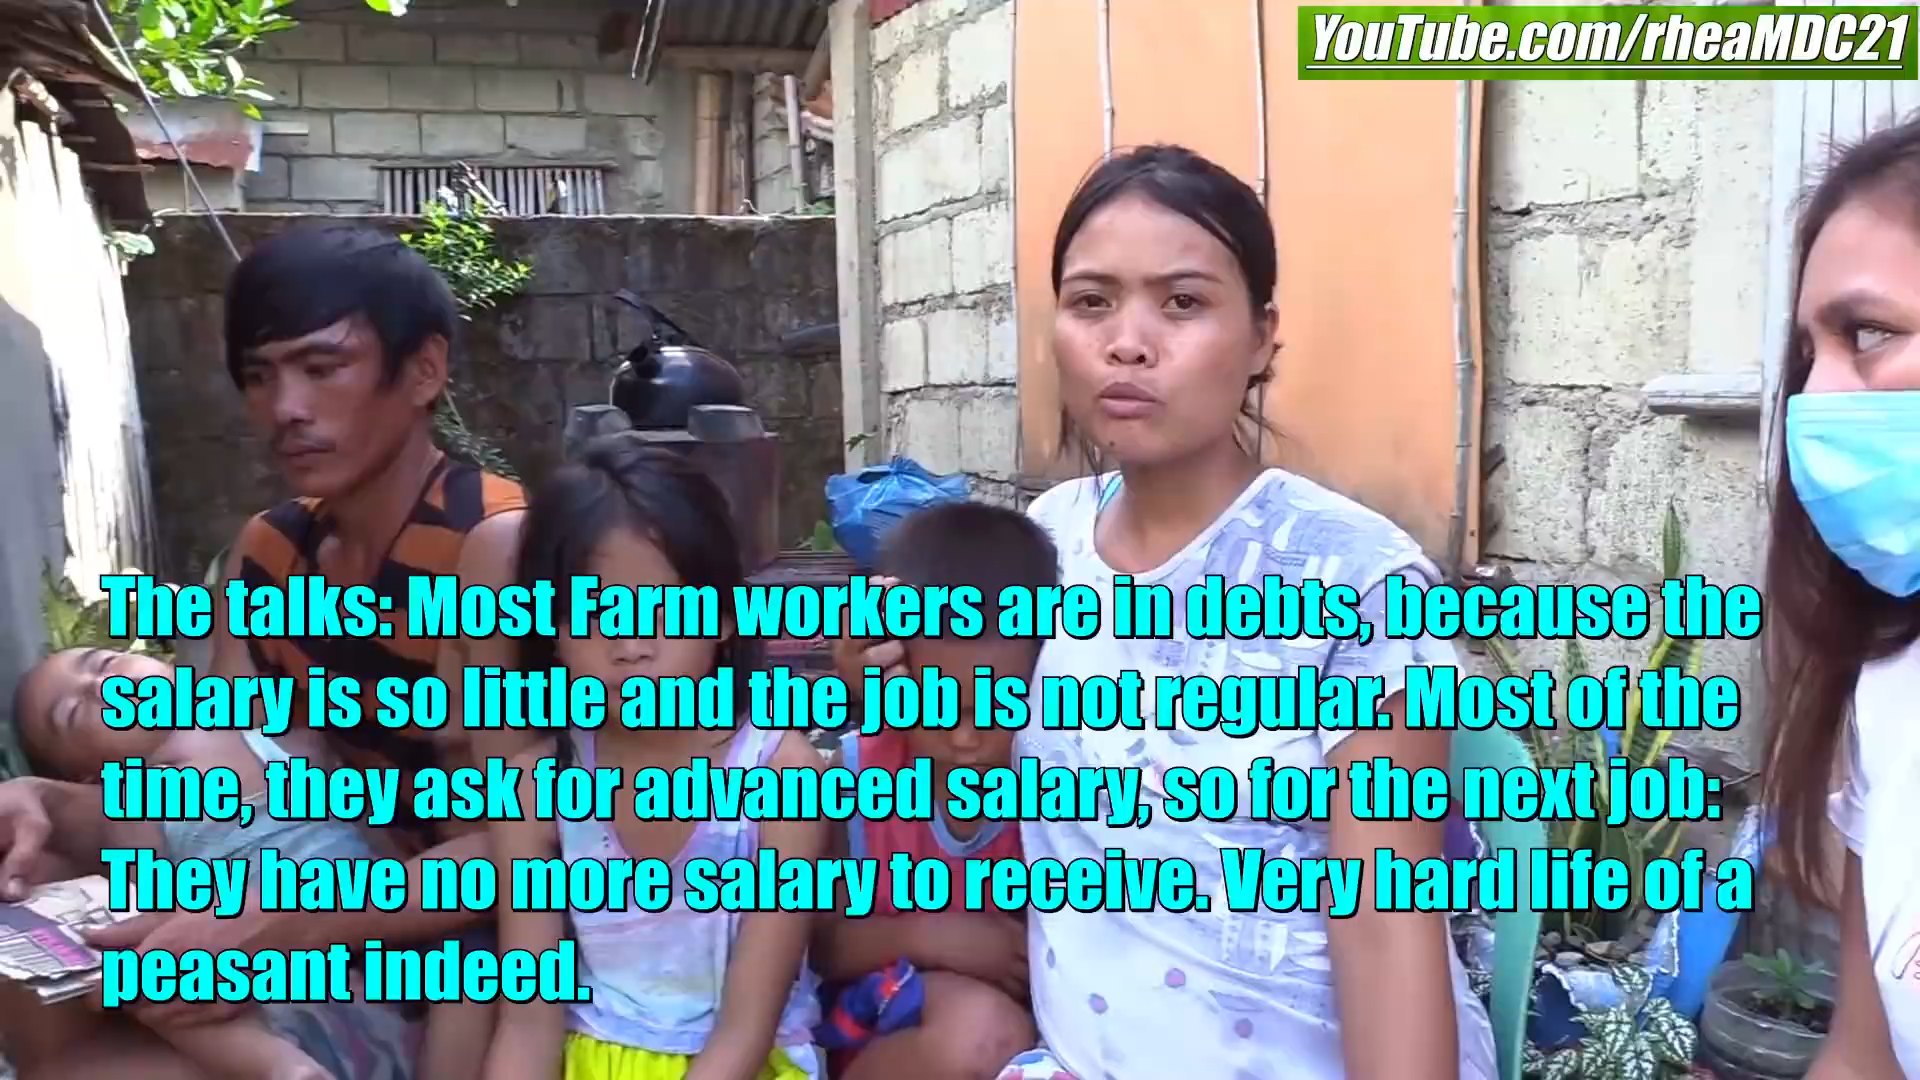 YouTube.com/rheaMDC21
The talks: Most Farm workers are in debts, because the
salary is so little and the job is not regular. Most of the
time, they ask for advanced salary, so for the next job:
They have no more salary to receive. Very hard life of a
peasant indeed.